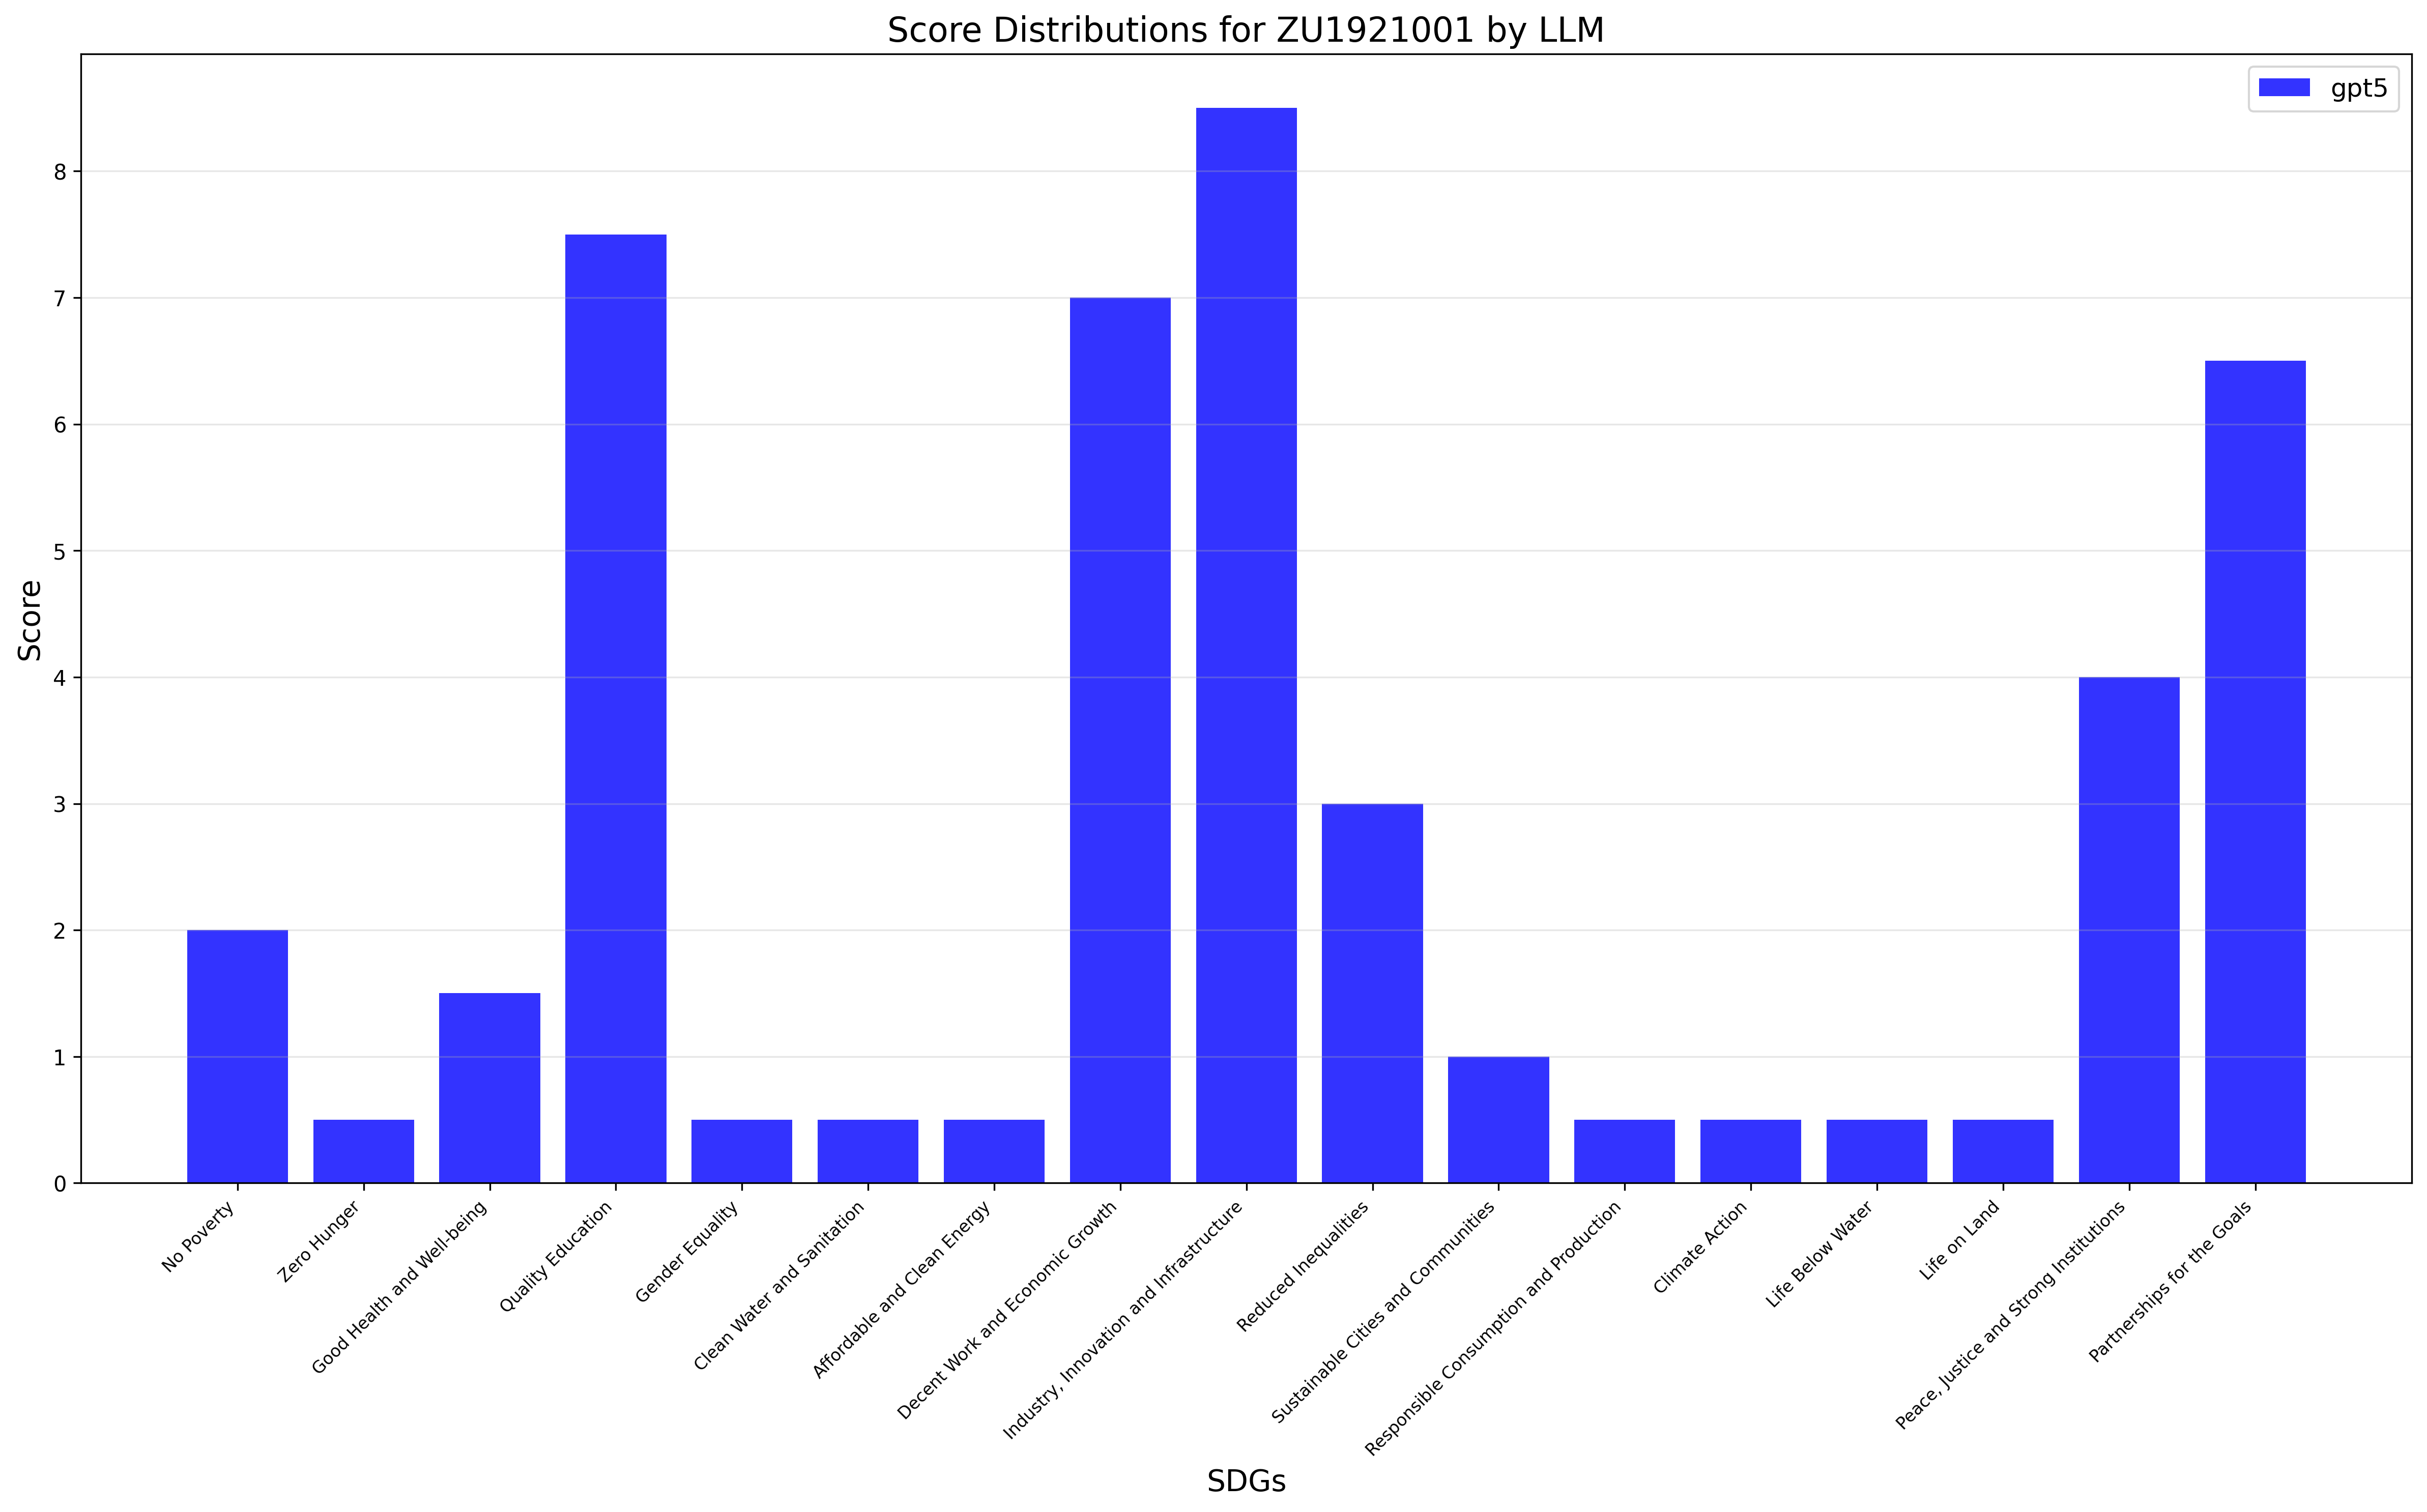 Score Distributions for ZU1921001 by LLM
gpt5
Score
8
7
6
5
4
3
2
1
0
No Poverty
Zero Hunger
Good Health and Well-being
Quality Education
Gender Equality
Clean Water and Sanitation
Affordable and Clean Energy
Decent Work and Economic Growth
Industry, Innovation and Infrastructure
Reduced Inequalities
Sustainable Cities and Communities
Responsible Consumption and Production
Climate Action
Life Below Water
Life on Land
Peace, Justice and Strong Institutions
Partnerships for the Goals
SDGs